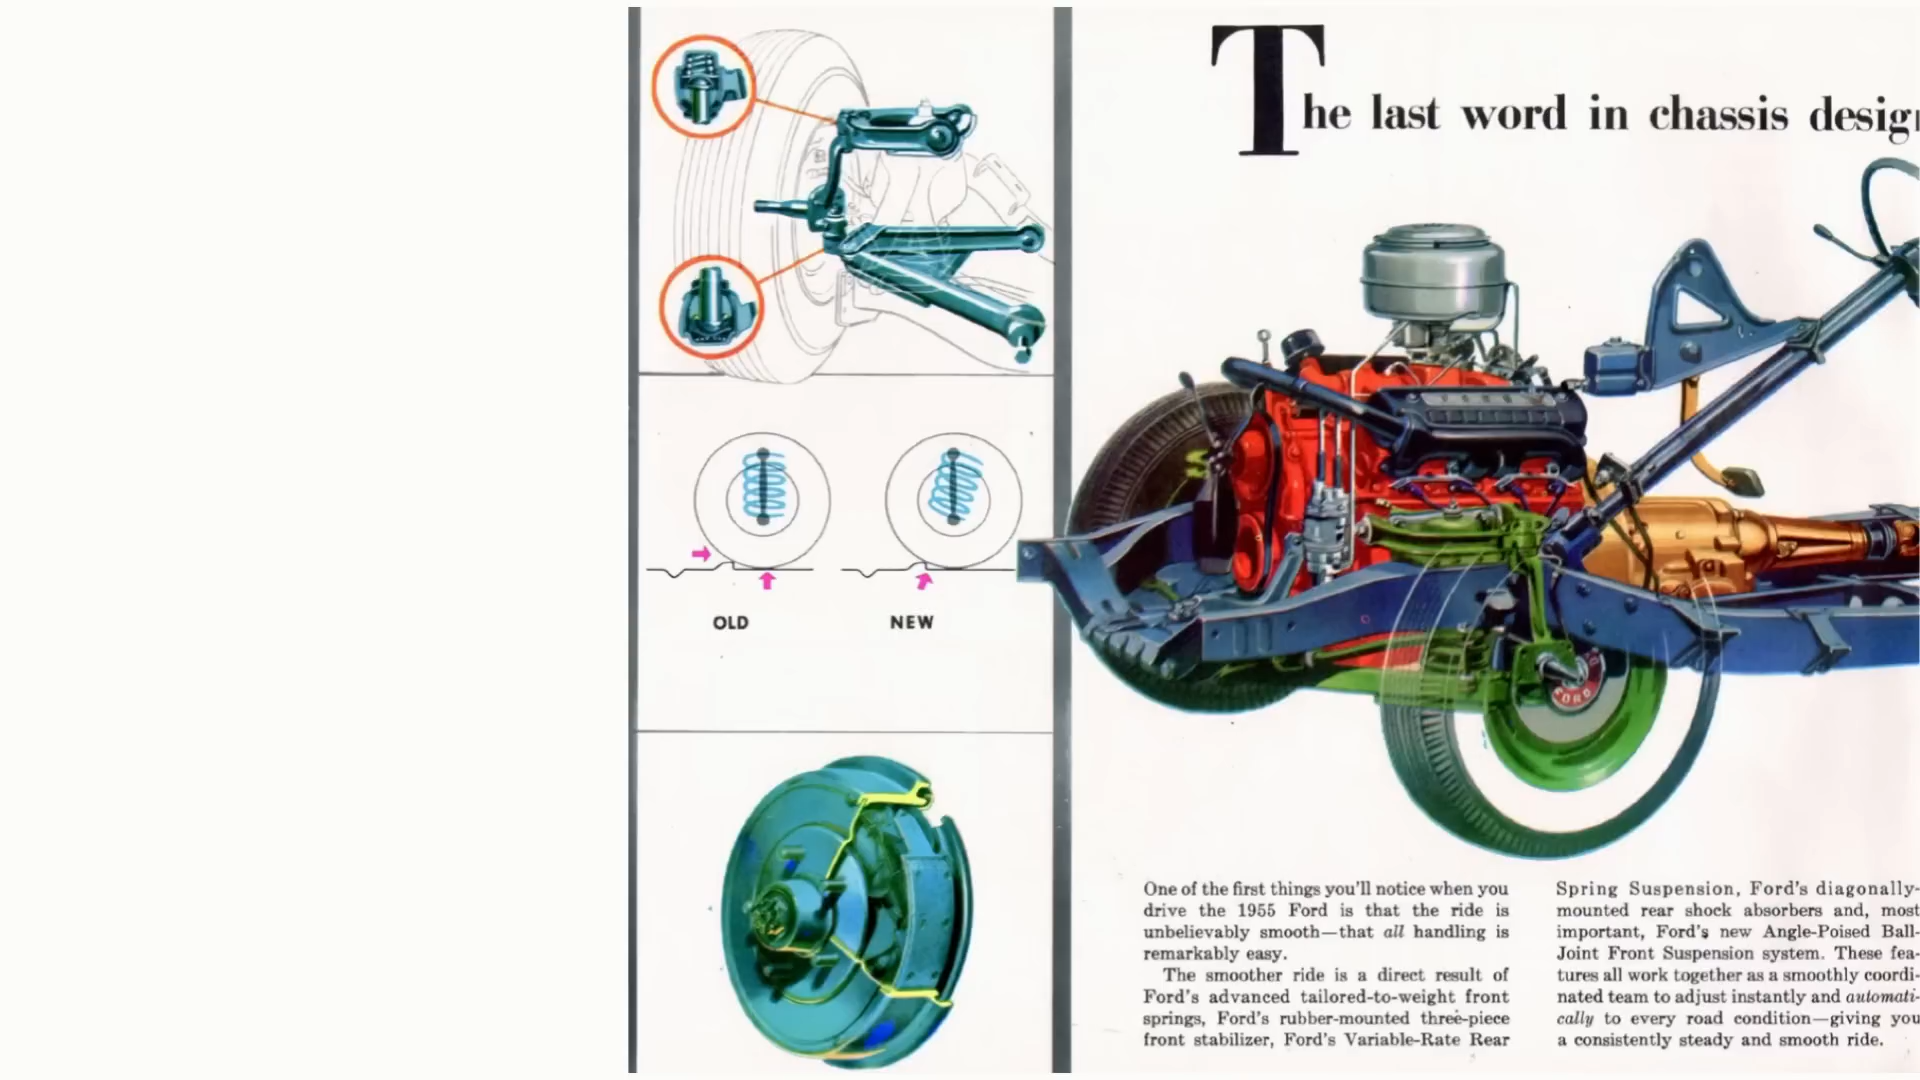 The last word in chassis desig
OLD
NEW
FORD
FORD
One of the first things you'll notice when you
drive the 1955 Ford is that the ride is
unbelievably smooth—that all handling is
remarkably easy.
The smoother ride is a direct result of
Ford's advanced tailored-to-weight front
springs, Ford's rubber-mounted three-piece
front stabilizer, Ford's Variable-Rate Rear
Spring Suspension, Ford's diagonally-
mounted rear shock absorbers and, most
important, Ford's new Angle-Poised Ball-
Joint Front Suspension system. These fea-
tures all work together as a smoothly coordi-
nated team to adjust instantly and automati-
cally to every road condition—giving you
a consistently steady and smooth ride.